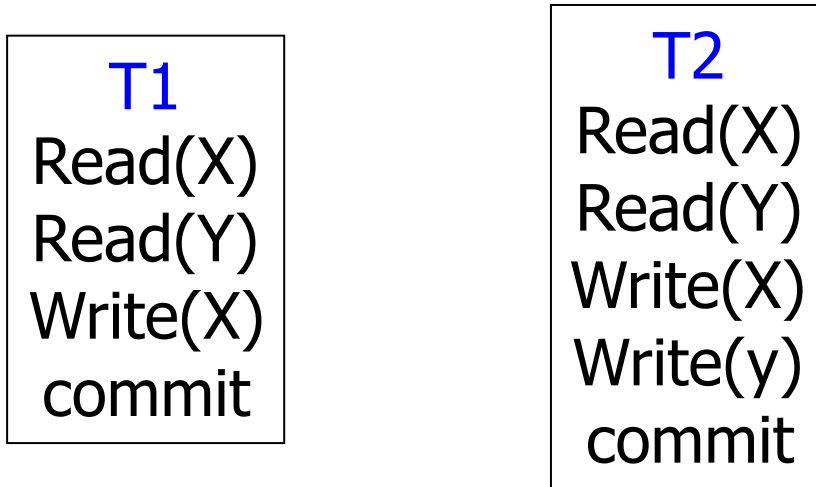 T1
Read(X)
Read(Y)
Write(X)
commit
T2
Read(X)
Read(Y)
Write(X)
Write(y)
commit